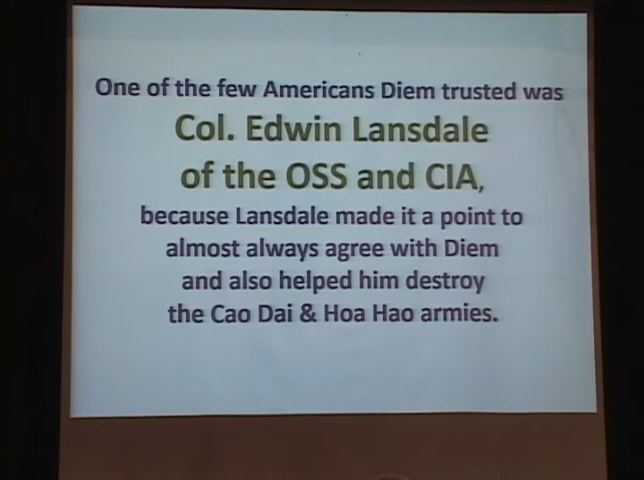 One of the few Americans Diem trusted was
Col. Edwin Lansdale
of the OSS and CIA,
because Lansdale made it a point to
almost always agree with Diem
and also helped him destroy
the Cao Dai & Hoa Hao armies.